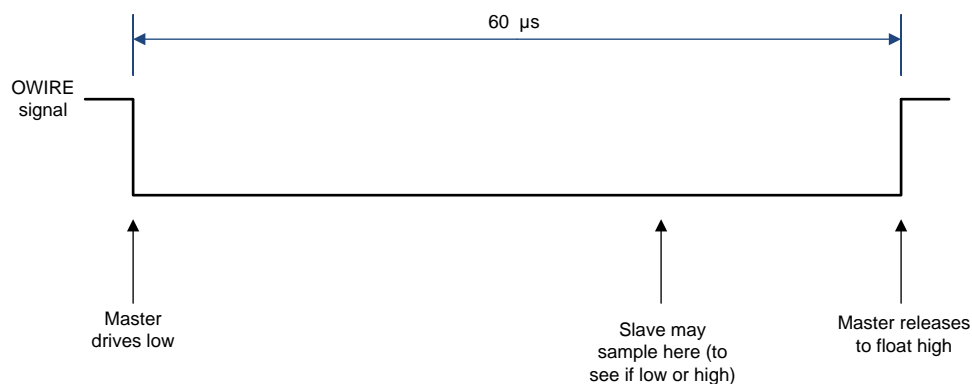 60 µs
OWIRE
signal
Master
drives low
Slave may
sample here (to
see if low or high)
Master releases
to float high